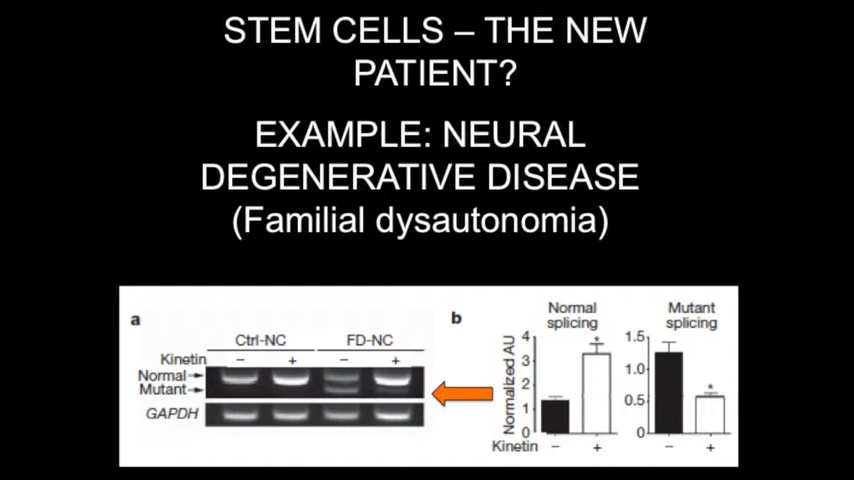 STEM CELLS – THE NEW
PATIENT?
EXAMPLE: NEURAL
DEGENERATIVE DISEASE
(Familial dysautonomia)
a
Ctrl-NC FD-NC
Kinetin – + – +
Normal
Mutant
GAPDH
b
Normal
splicing
Normalized AU
4
3
2
1
0
*
Kinetin – +
Mutant
splicing
1.5
1.0
0.5
0
*
– +